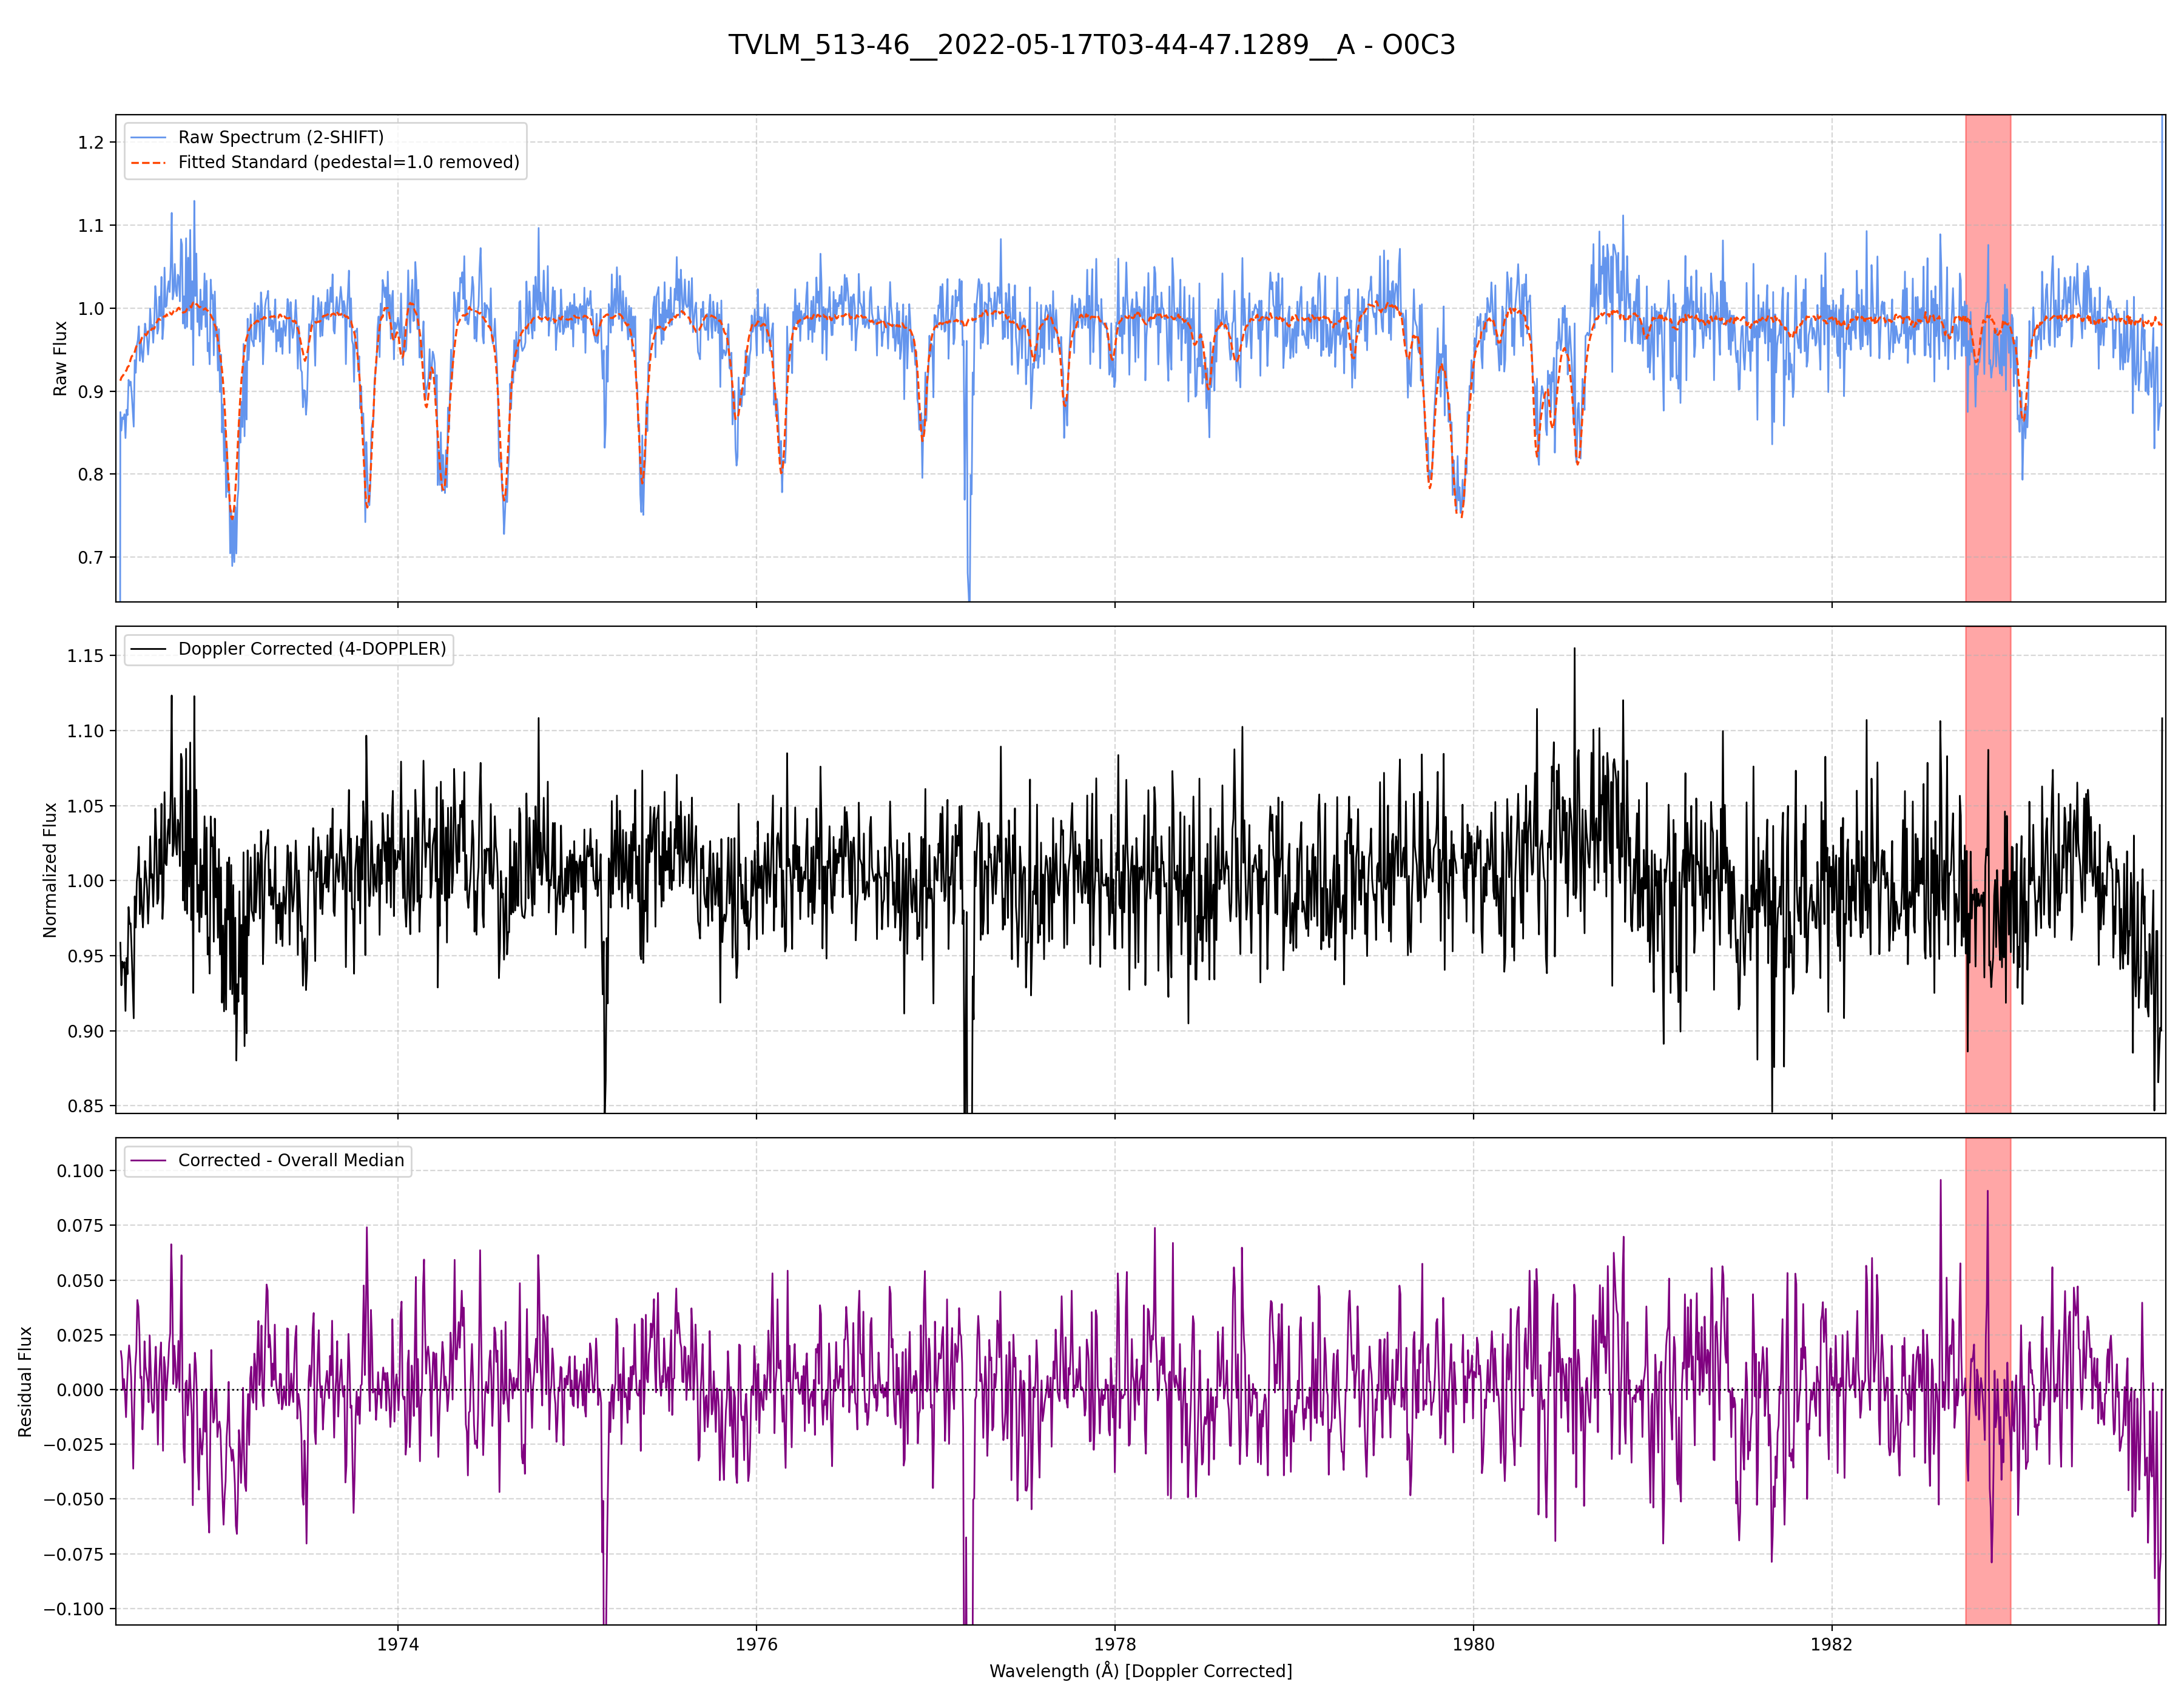 TVLM_513-46__2022-05-17T03-44-47.1289__A - O0C3
Raw Spectrum (2-SHIFT)
Fitted Standard (pedestal=1.0 removed)
1.2
1.1
1.0
0.9
0.8
0.7
Raw Flux
Doppler Corrected (4-DOPPLER)
1.15
1.10
1.05
1.00
0.95
0.90
0.85
Normalized Flux
Corrected - Overall Median
0.100
0.075
0.050
0.025
0.000
−0.025
−0.050
−0.075
−0.100
Residual Flux
1974 1976 1978 1980 1982
Wavelength (Å) [Doppler Corrected]